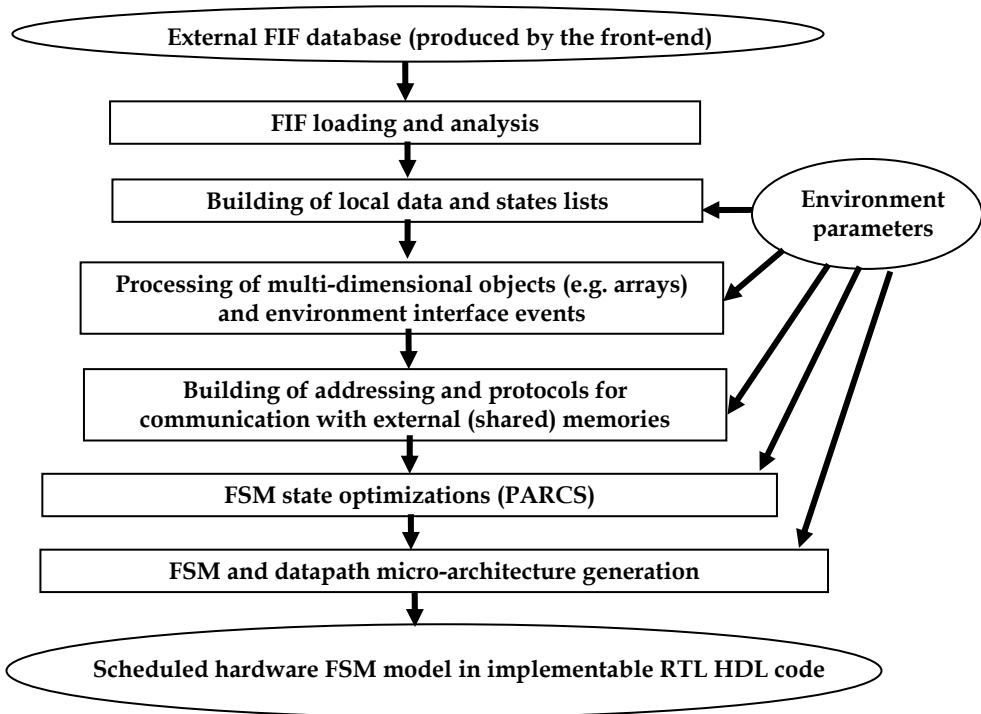 External FIF database (produced by the front-end)
FIF loading and analysis
Building of local data and states lists
Environment
parameters
Processing of multi-dimensional objects (e.g. arrays)
and environment interface events
Building of addressing and protocols for
communication with external (shared) memories
FSM state optimizations (PARCS)
FSM and datapath micro-architecture generation
Scheduled hardware FSM model in implementable RTL HDL code